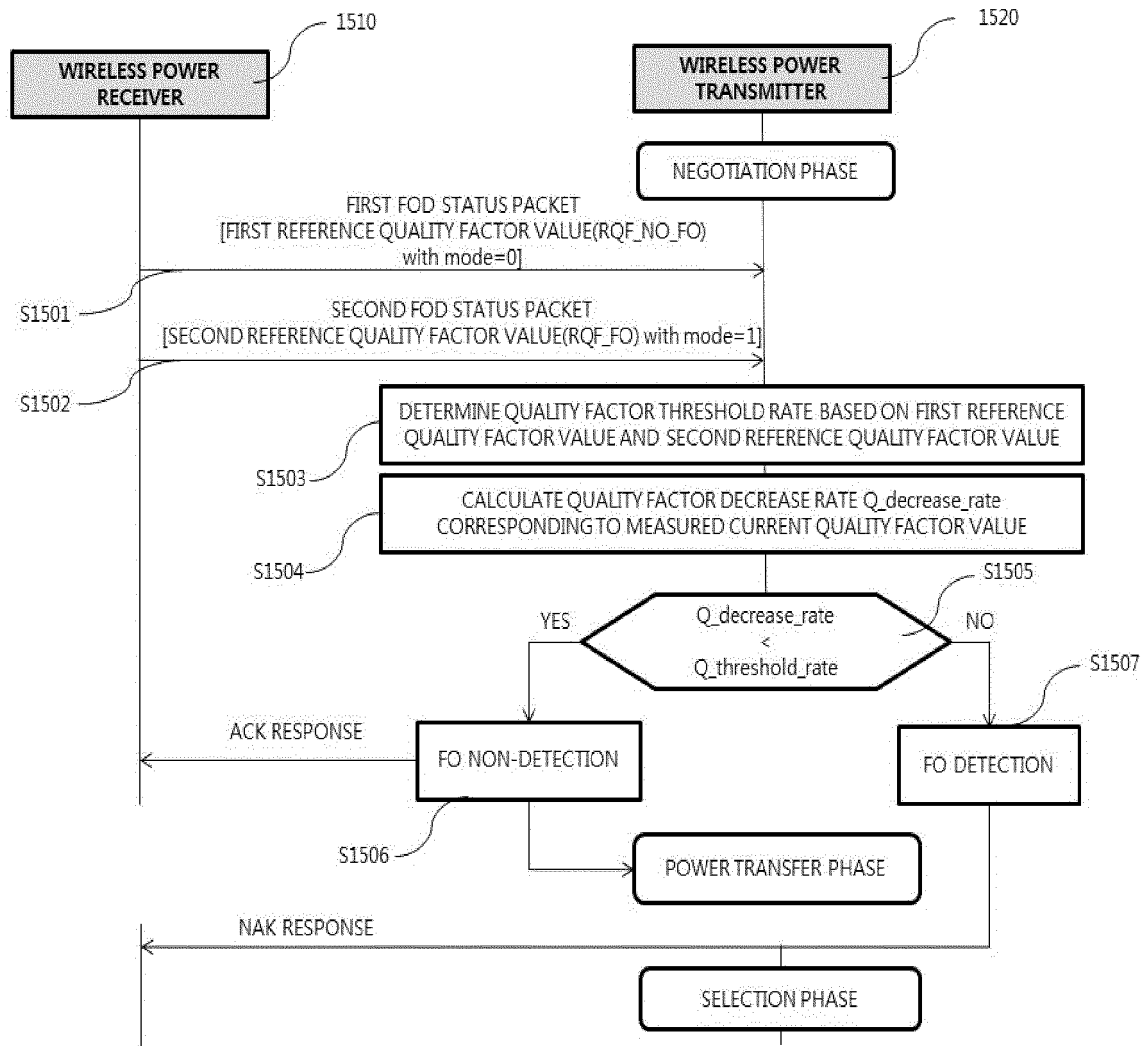 1510
1520
WIRELESS POWER
RECEIVER
WIRELESS POWER
TRANSMITTER
NEGOTIATION PHASE
FIRST FOD STATUS PACKET
[FIRST REFERENCE QUALITY FACTOR VALUE(RQF_NO_FO)
with mode=0]
S1501
SECOND FOD STATUS PACKET
[SECOND REFERENCE QUALITY FACTOR VALUE(RQF_FO) with mode=1]
S1502
DETERMINE QUALITY FACTOR THRESHOLD RATE BASED ON FIRST REFERENCE
QUALITY FACTOR VALUE AND SECOND REFERENCE QUALITY FACTOR VALUE
S1503
CALCULATE QUALITY FACTOR DECREASE RATE Q_decrease_rate
CORRESPONDING TO MEASURED CURRENT QUALITY FACTOR VALUE
S1504
S1505
YES
Q_decrease_rate
<
Q_threshold_rate
NO
S1507
ACK RESPONSE
FO NON-DETECTION
FO DETECTION
S1506
POWER TRANSFER PHASE
NAK RESPONSE
SELECTION PHASE